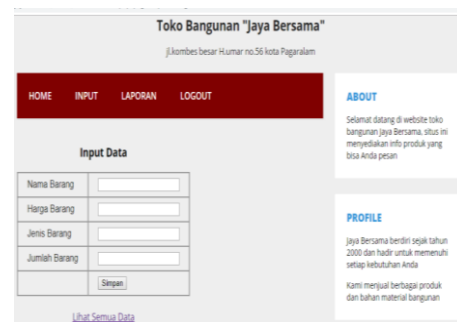 Toko Bangunan "Jaya Bersama"
jl.kombes besar H.umar no.56 kota Pagaralam
HOME INPUT LAPORAN LOGOUT
Input Data
Nama Barang
Harga Barang
Jenis Barang
Jumlah Barang
Simpan
Lihat Semua Data
ABOUT
Selamat datang di website toko
bangunan Jaya Bersama, situs ini
menyediakan info produk yang
bisa Anda pesan
PROFILE
Jaya Bersama berdiri sejak tahun
2000 dan hadir untuk memenuhi
setiap kebutuhan Anda
Kami menjual berbagai produk
dan bahan material bangunan